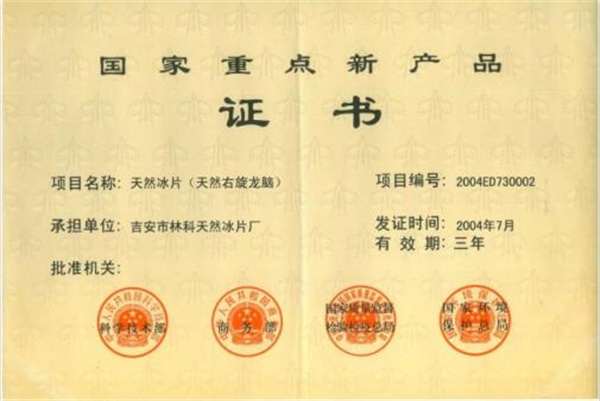 国家重点新产品
证书
项目名称：天然冰片（天然右旋龙脑）
项目编号：2004ED730002
承担单位：吉安市林科天然冰片厂
发证时间：2004年7月
有效期：三年
批准机关：
科学技术部
商务部
国家质量监督
检验检疫总局
国家环境
保护总局